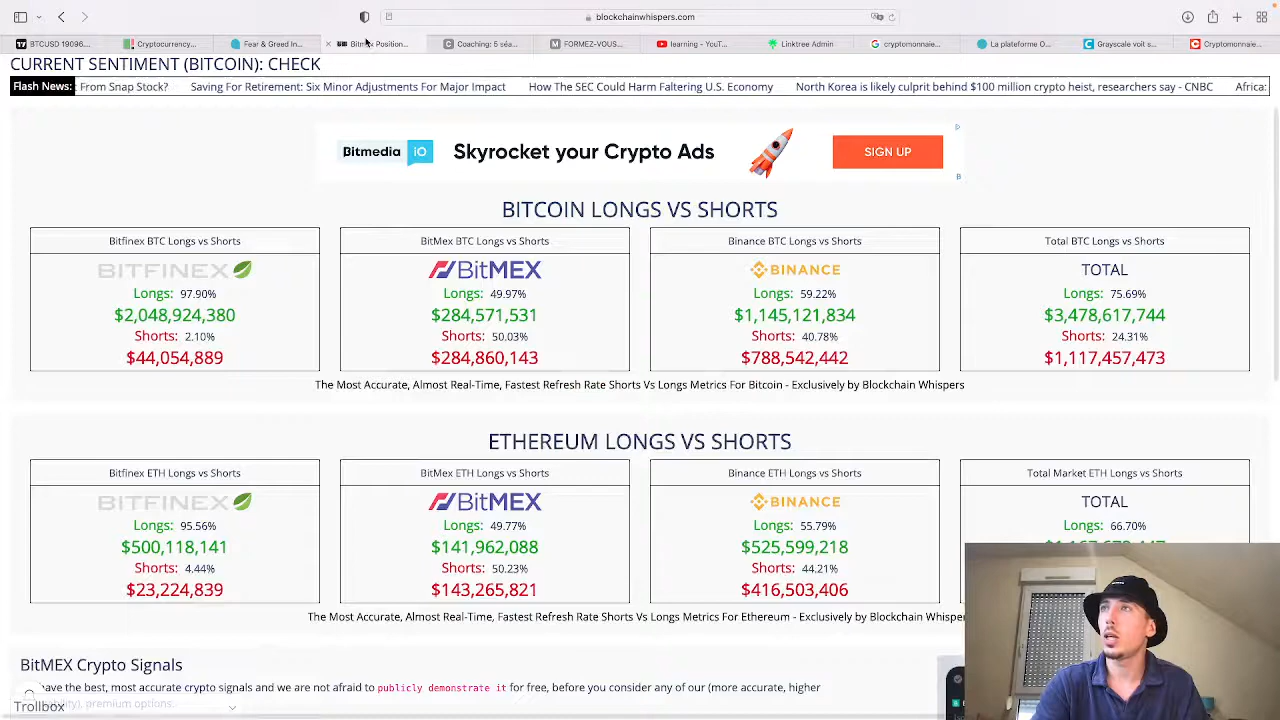 blockchainwhispers.com
BTCUSD 19096....
Cryptocurrency...
Fear & Greed In...
Bitmex Position...
Coaching: 5 séa...
FORMEZ-VOUS...
learning - YouT...
Linktree Admin
cryptomonnaie...
La plateforme O...
Grayscale voit s...
Cryptomonnaie...
CURRENT SENTIMENT (BITCOIN): CHECK
Flash News: From Snap Stock? Saving For Retirement: Six Minor Adjustments For Major Impact How The SEC Could Harm Faltering U.S. Economy North Korea is likely culprit behind $100 million crypto heist, researchers say - CNBC Africa:
Bitmedia iO Skyrocket your Crypto Ads SIGN UP
BITCOIN LONGS VS SHORTS
Bitfinex BTC Longs vs Shorts
BITFINEX
Longs: 97.90%
$2,048,924,380
Shorts: 2.10%
$44,054,889
BitMex BTC Longs vs Shorts
BitMEX
Longs: 49.97%
$284,571,531
Shorts: 50.03%
$284,860,143
Binance BTC Longs vs Shorts
BINANCE
Longs: 59.22%
$1,145,121,834
Shorts: 40.78%
$788,542,442
Total BTC Longs vs Shorts
TOTAL
Longs: 75.69%
$3,478,617,744
Shorts: 24.31%
$1,117,457,473
The Most Accurate, Almost Real-Time, Fastest Refresh Rate Shorts Vs Longs Metrics For Bitcoin - Exclusively by Blockchain Whispers
ETHEREUM LONGS VS SHORTS
Bitfinex ETH Longs vs Shorts
BITFINEX
Longs: 95.56%
$500,118,141
Shorts: 4.44%
$23,224,839
BitMex ETH Longs vs Shorts
BitMEX
Longs: 49.77%
$141,962,088
Shorts: 50.23%
$143,265,821
Binance ETH Longs vs Shorts
BINANCE
Longs: 55.79%
$525,599,218
Shorts: 44.21%
$416,503,406
Total Market ETH Longs vs Shorts
TOTAL
Longs: 66.70%
The Most Accurate, Almost Real-Time, Fastest Refresh Rate Shorts Vs Longs Metrics For Ethereum - Exclusively by Blockchain Whisper
BitMEX Crypto Signals
have the best, most accurate crypto signals and we are not afraid to publicly demonstrate it for free, before you consider any of our (more accurate, higher
premium options.
Trollbox